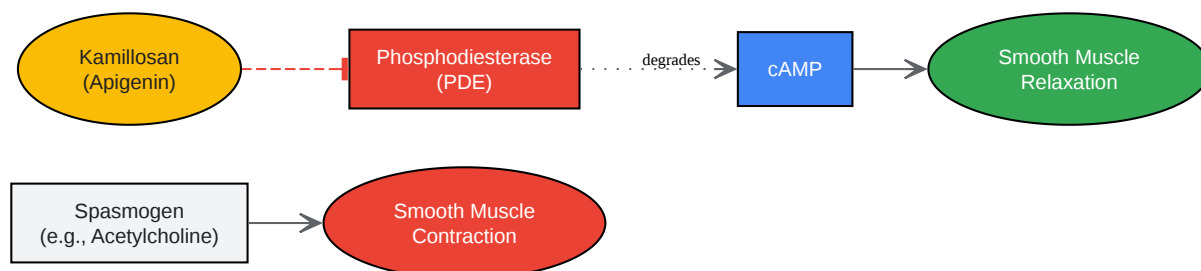 Kamillosan
(Apigenin)
Phosphodiesterase
(PDE)
degrades
cAMP
Smooth Muscle
Relaxation
Spasmogen
(e.g., Acetylcholine)
Smooth Muscle
Contraction